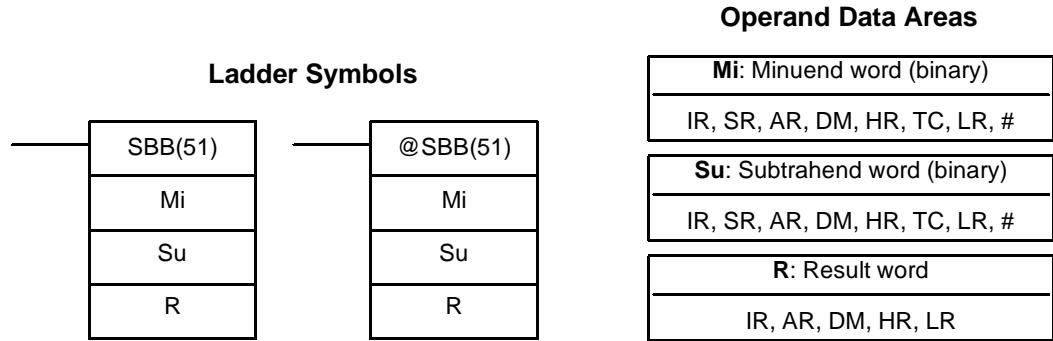 Ladder Symbols
SBB(51)
Mi
Su
R
@SBB(51)
Mi
Su
R
Operand Data Areas
Mi: Minuend word (binary)
IR, SR, AR, DM, HR, TC, LR, #
Su: Subtrahend word (binary)
IR, SR, AR, DM, HR, TC, LR, #
R: Result word
IR, AR, DM, HR, LR